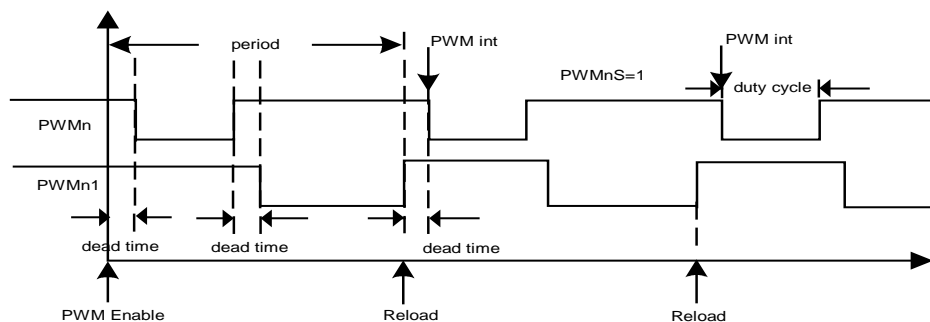 period
PWM int
PWM int
PWMnS=1
duty cycle
PWMn
PWMn1
dead time
dead time
dead time
PWM Enable
Reload
Reload